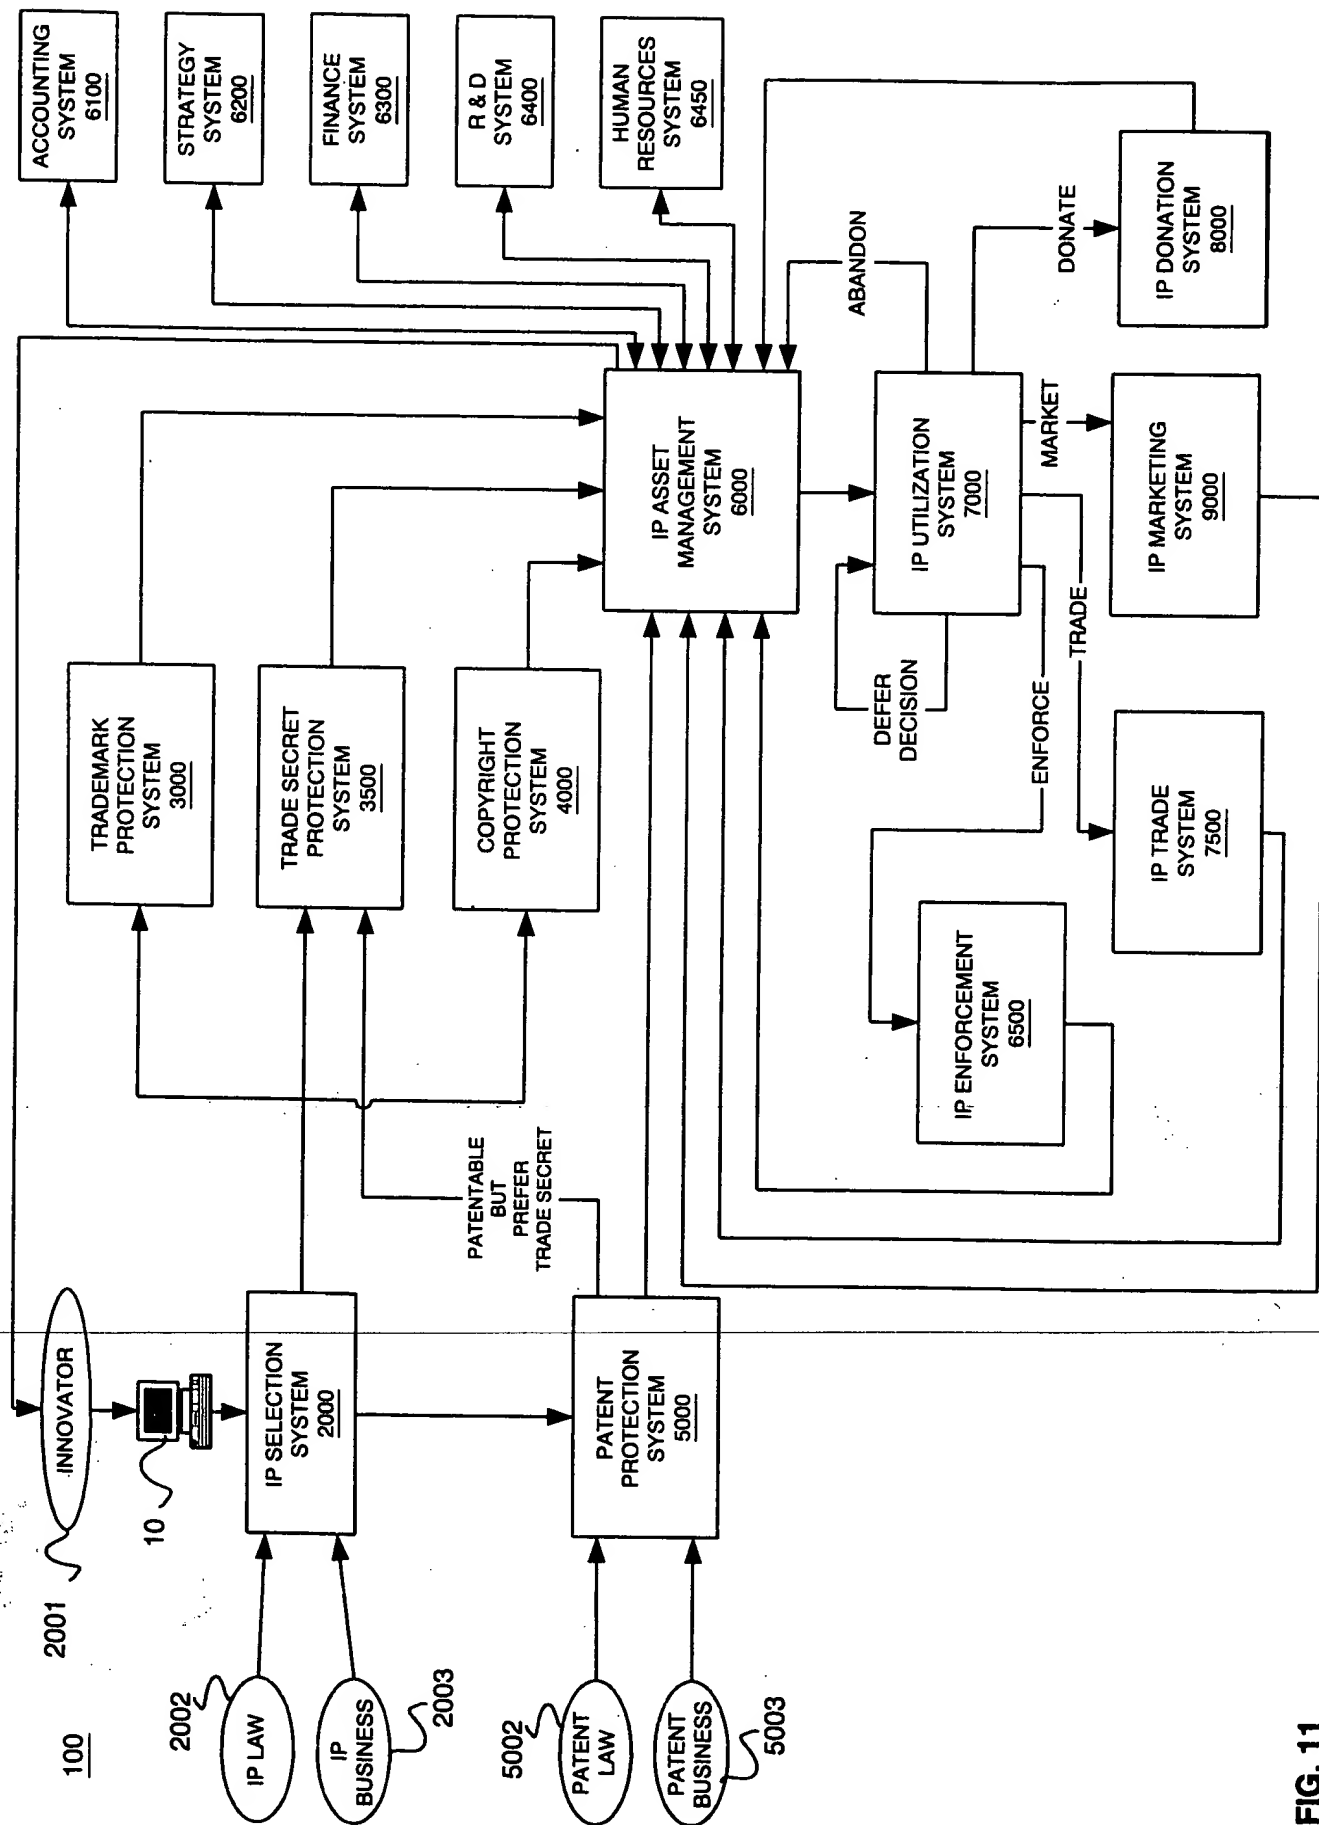 100
2001
INNOVATOR
10
2002
IP LAW
IP
BUSINESS
2003
IP SELECTION
SYSTEM
2000
5002
PATENT
LAW
PATENT
BUSINESS
5003
PATENT
PROTECTION
SYSTEM
5000
PATENTABLE
BUT
PREFER
TRADE SECRET
TRADEMARK
PROTECTION
SYSTEM
3000
TRADE SECRET
PROTECTION
SYSTEM
3500
COPYRIGHT
PROTECTION
SYSTEM
4000
IP ASSET
MANAGEMENT
SYSTEM
6000
ACCOUNTING
SYSTEM
6100
STRATEGY
SYSTEM
6200
FINANCE
SYSTEM
6300
R & D
SYSTEM
6400
HUMAN
RESOURCES
SYSTEM
6450
ABANDON
DEFER
DECISION
IP UTILIZATION
SYSTEM
7000
ENFORCE
TRADE
MARKET
DONATE
IP ENFORCEMENT
SYSTEM
6500
IP TRADE
SYSTEM
7500
IP MARKETING
SYSTEM
9000
IP DONATION
SYSTEM
8000
FIG. 11